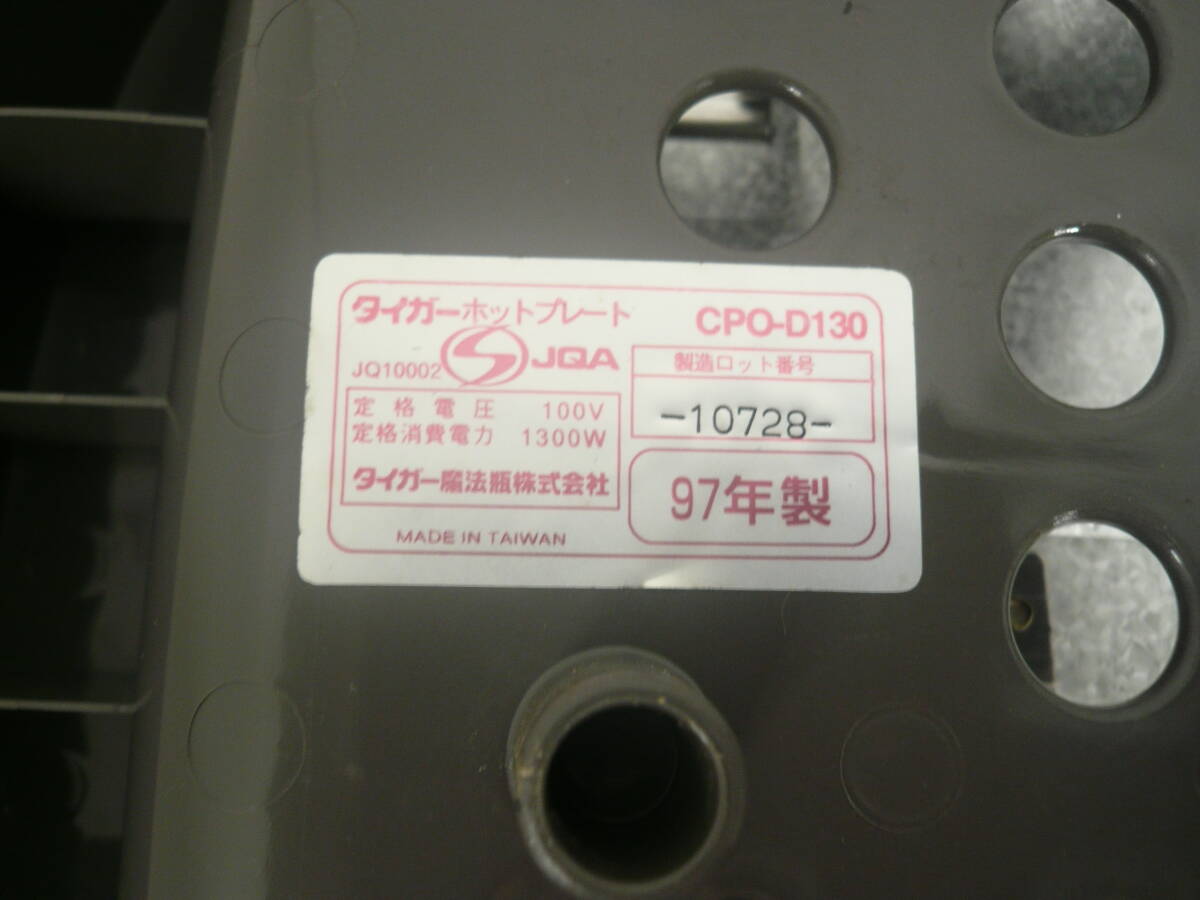 タイガーホットプレート
CPO-D130
JQ10002 JQA
製造ロット番号
-10728-
定格電圧 100V
定格消費電力 1300W
タイガー魔法瓶株式会社
97年製
MADE IN TAIWAN